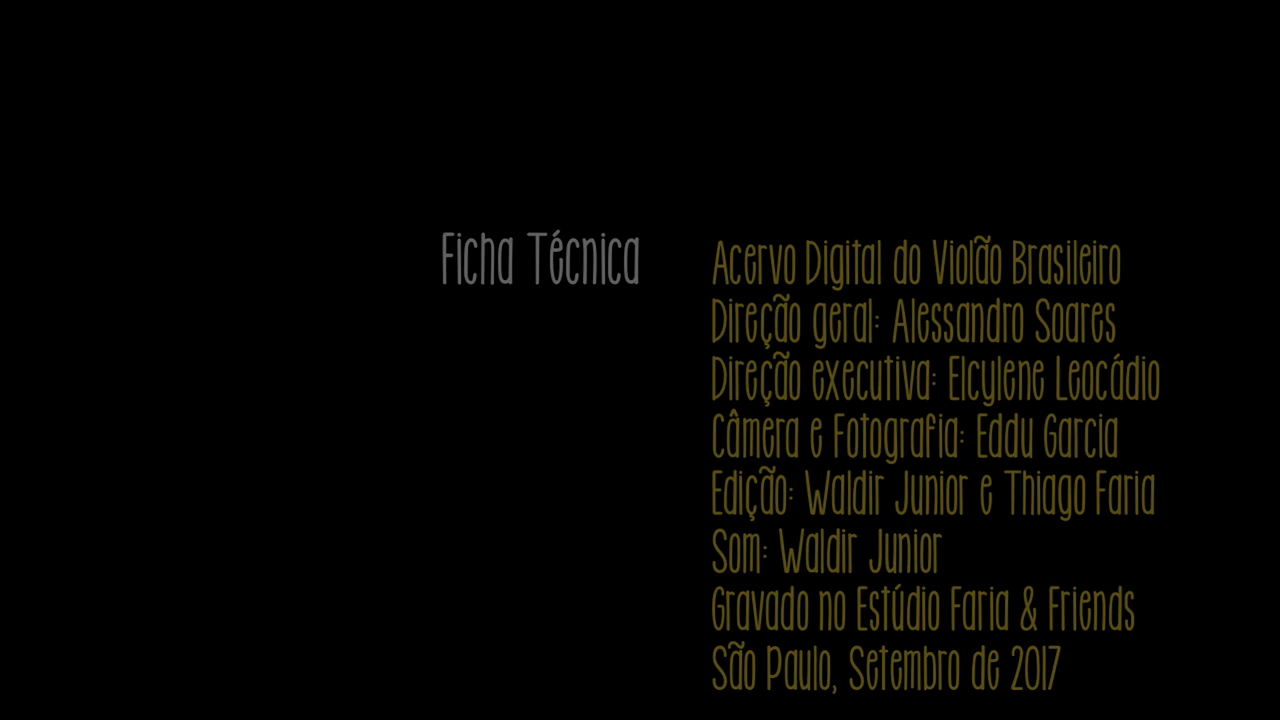 Ficha Técnica
Acervo Digital do Violão Brasileiro
Direção geral: Alessandro Soares
Direção executiva: Elcylene Leocádio
Câmera e Fotografia: Eddu Garcia
Edição: Waldir Junior e Thiago Faria
Som: Waldir Junior
Gravado no Estúdio Faria & Friends
São Paulo, Setembro de 2017